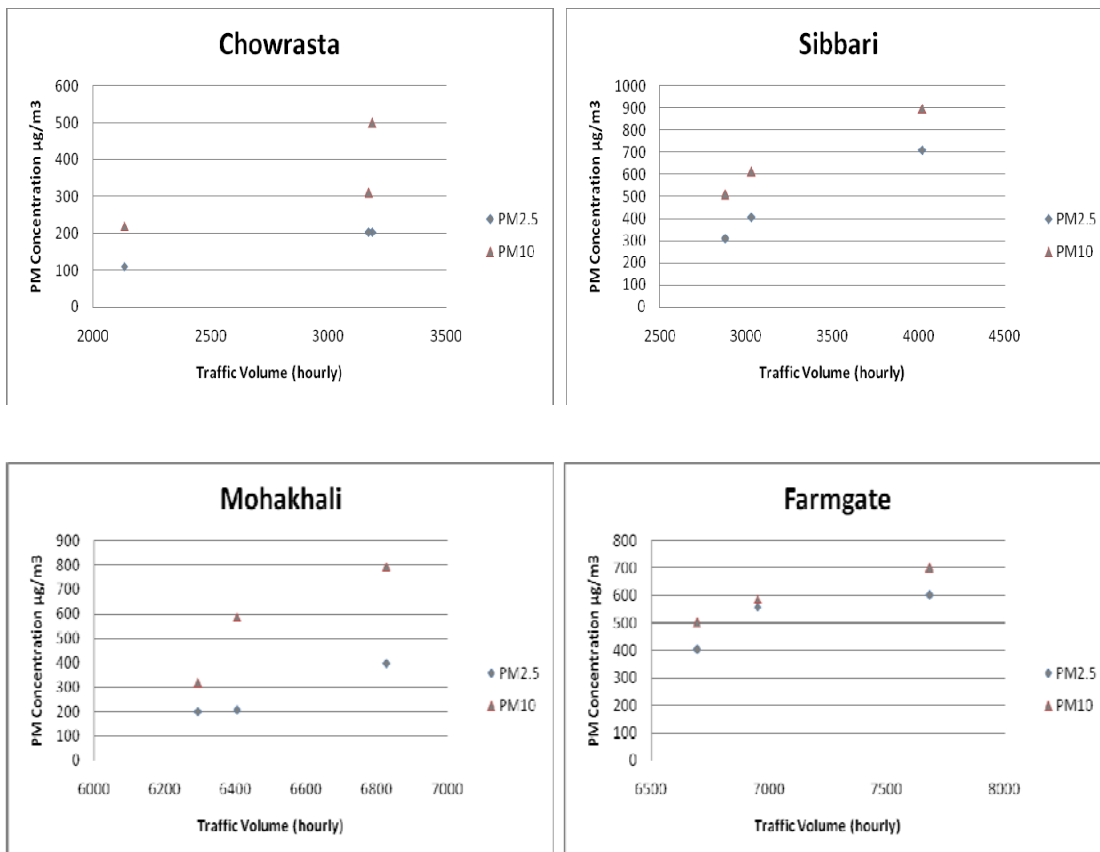 Chowrasta
PM Concentration µg/m3
600
500
400
300
200
100
0
2000 2500 3000 3500
Traffic Volume (hourly)
PM2.5
PM10
Sibbari
PM Concentration µg/m3
1000
900
800
700
600
500
400
300
200
100
0
2500 3000 3500 4000 4500
Traffic Volume (hourly)
PM2.5
PM10
Mohakhali
PM Concentration µg/m3
900
800
700
600
500
400
300
200
100
0
6000 6200 6400 6600 6800 7000
Traffic Volume (hourly)
PM2.5
PM10
Farmgate
PM Concentration µg/m3
800
700
600
500
400
300
200
100
0
6500 7000 7500 8000
Traffic Volume (hourly)
PM2.5
PM10